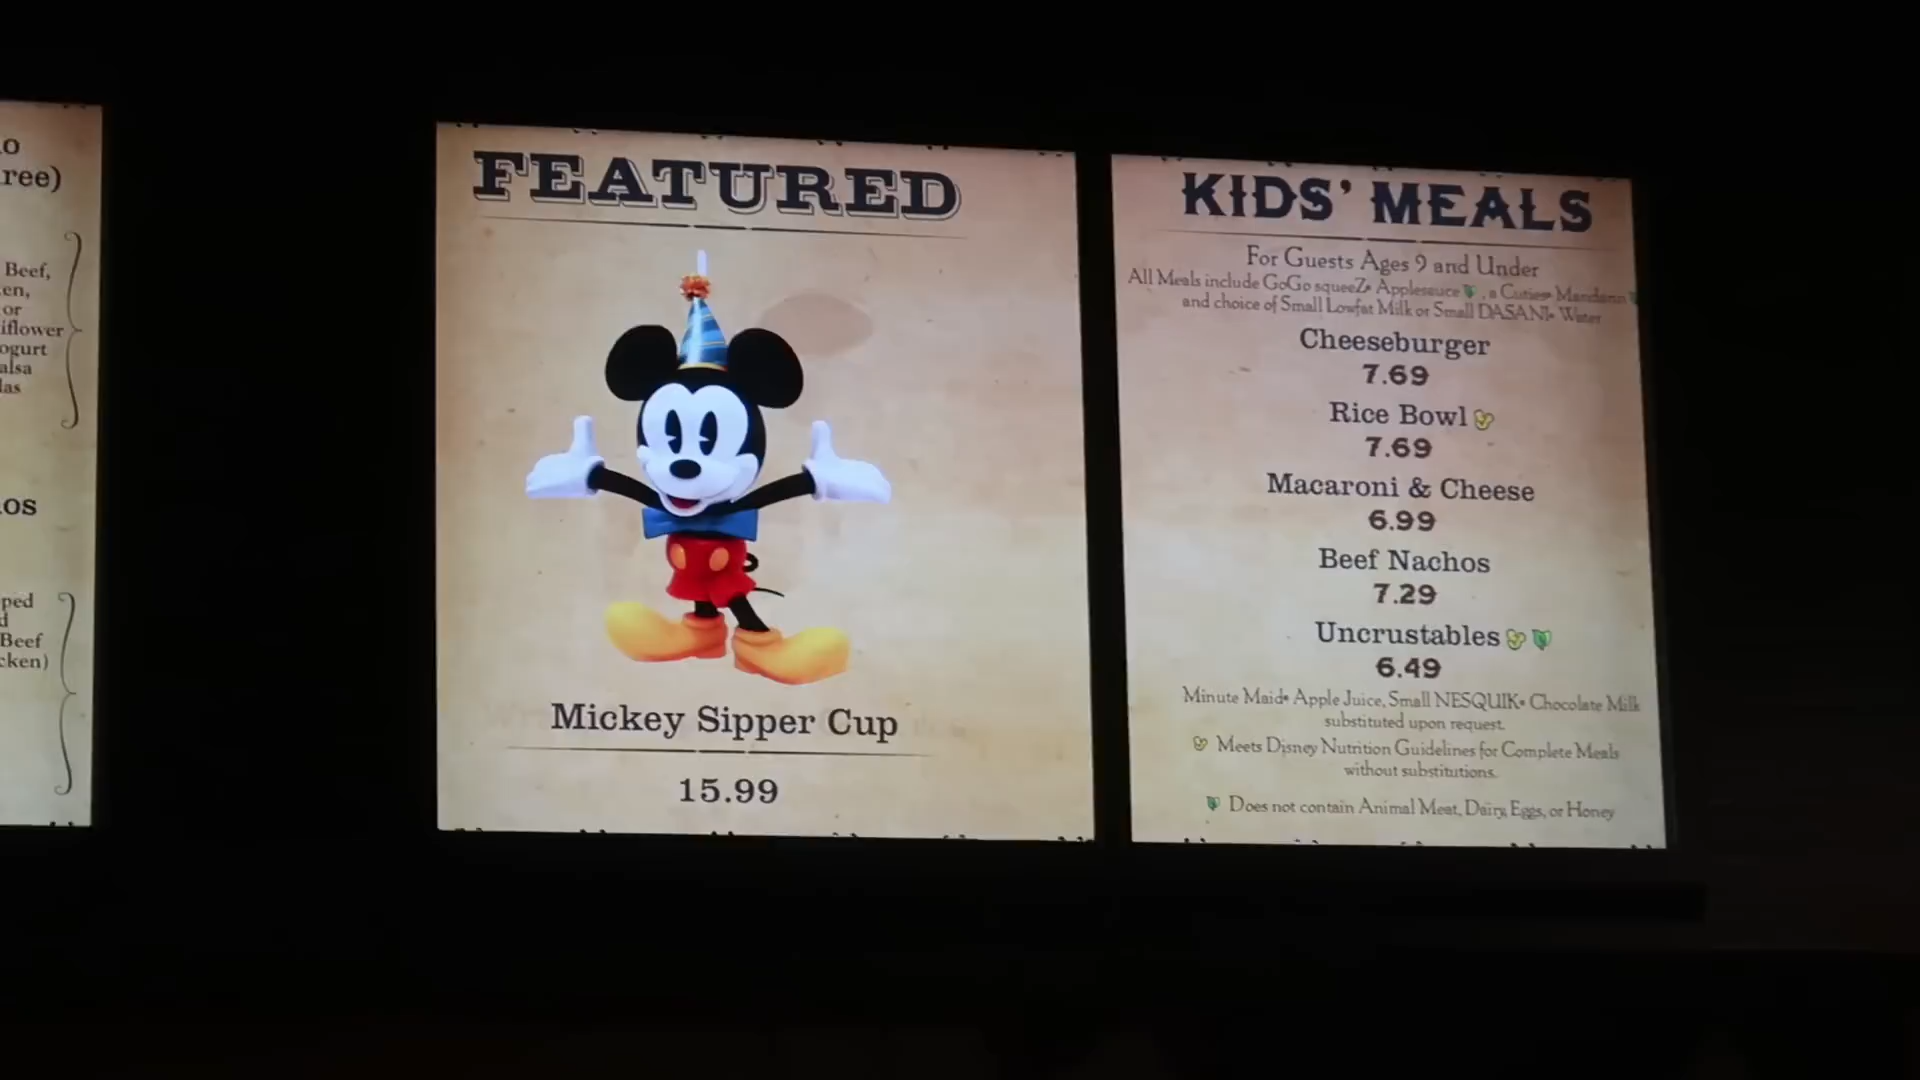 ree)
Beef,
or
iflower
ogurt
alsa
las
os
ped
d
Beef
cken)
FEATURED
Mickey Sipper Cup
15.99
KIDS' MEALS
For Guests Ages 9 and Under
All Meals include GoGo squeeZ® Applesauce, a Cuties® Mandarin
and choice of Small Lowfat Milk or Small DASANI® Water
Cheeseburger
7.69
Rice Bowl
7.69
Macaroni & Cheese
6.99
Beef Nachos
7.29
Uncrustables
6.49
Minute Maid® Apple Juice, Small NESQUIK® Chocolate Milk
substituted upon request.
Meets Disney Nutrition Guidelines for Complete Meals
without substitutions.
Does not contain Animal Meat, Dairy, Eggs, or Honey